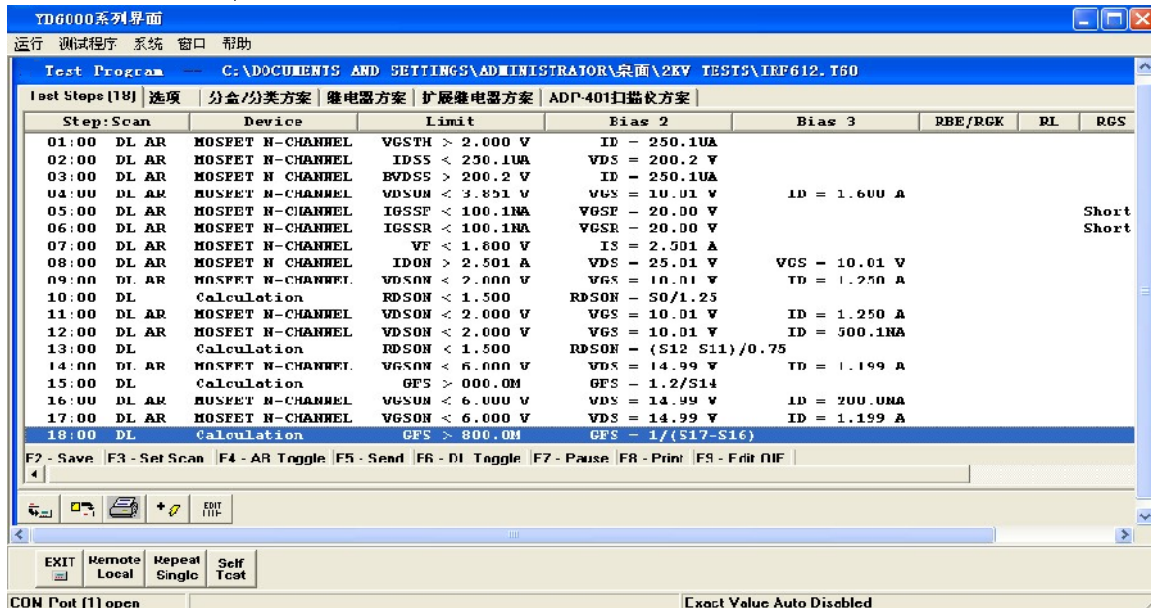 YD6000系列界面
运行 测试程序 系统 窗口 帮助
Test Program -- C:\DOCUMENTS AND SETTINGS\ADMINISTRATOR\桌面\2KV TESTS\IRF612.T60
Test Steps [18] 选项 分盒/分类方案 继电器方案 扩展继电器方案 ADP-401扫描仪方案
Step:Scan Device Limit Bias 2 Bias 3 RBE/RGK RL RGS
01:00 DL AR MOSFET N-CHANNEL VGSTH > 2.000 V ID = 250.1UA
02:00 DL AR MOSFET N-CHANNEL IDSS < 250.1UA VDS = 200.2 V
03:00 DL AR MOSFET N CHANNEL BVDSS > 200.2 V ID = 250.1UA
04:00 DL AR MOSFET N-CHANNEL VDSON < 3.851 V VGS = 10.01 V ID = 1.600 A
05:00 DL AR MOSFET N-CHANNEL IGSSF < 100.1NA VGSF = 20.00 V Short
06:00 DL AR MOSFET N-CHANNEL IGSSR < 100.1NA VGSR = 20.00 V Short
07:00 DL AR MOSFET N-CHANNEL VF < 1.800 V IS = 2.501 A
08:00 DL AR MOSFET N CHANNEL IDON > 2.501 A VDS = 25.01 V VGS = 10.01 V
09:00 DL AR MOSFET N-CHANNEL VDSON < 2.000 V VGS = 10.01 V ID = 1.250 A
10:00 DL Calculation RDSON < 1.500 RDSON = S0/1.25
11:00 DL AR MOSFET N-CHANNEL VDSON < 2.000 V VGS = 10.01 V ID = 1.250 A
12:00 DL AR MOSFET N-CHANNEL VDSON < 2.000 V VGS = 10.01 V ID = 500.1MA
13:00 DL Calculation RDSON < 1.500 RDSON = (S12 S11)/0.75
14:00 DL AR MOSFET N-CHANNEL VGSON < 6.000 V VDS = 14.99 V ID = 1.199 A
15:00 DL Calculation GFS > 800.0M GFS = 1.2/S14
16:00 DL AR MOSFET N-CHANNEL VGSON < 6.000 V VDS = 14.99 V ID = 200.0MA
17:00 DL AR MOSFET N-CHANNEL VGSON < 6.000 V VDS = 14.99 V ID = 1.199 A
18:00 DL Calculation GFS > 800.0M GFS = 1/(S17-S16)
F2 - Save F3 - Set Scan F4 - AR Toggle F5 - Send F6 - DL Toggle F7 - Pause F8 - Print F9 - Edit
EDIT
EXIT Remote Local Repeat Single Self Test
COM Port (1) open Exact Value Auto Disabled